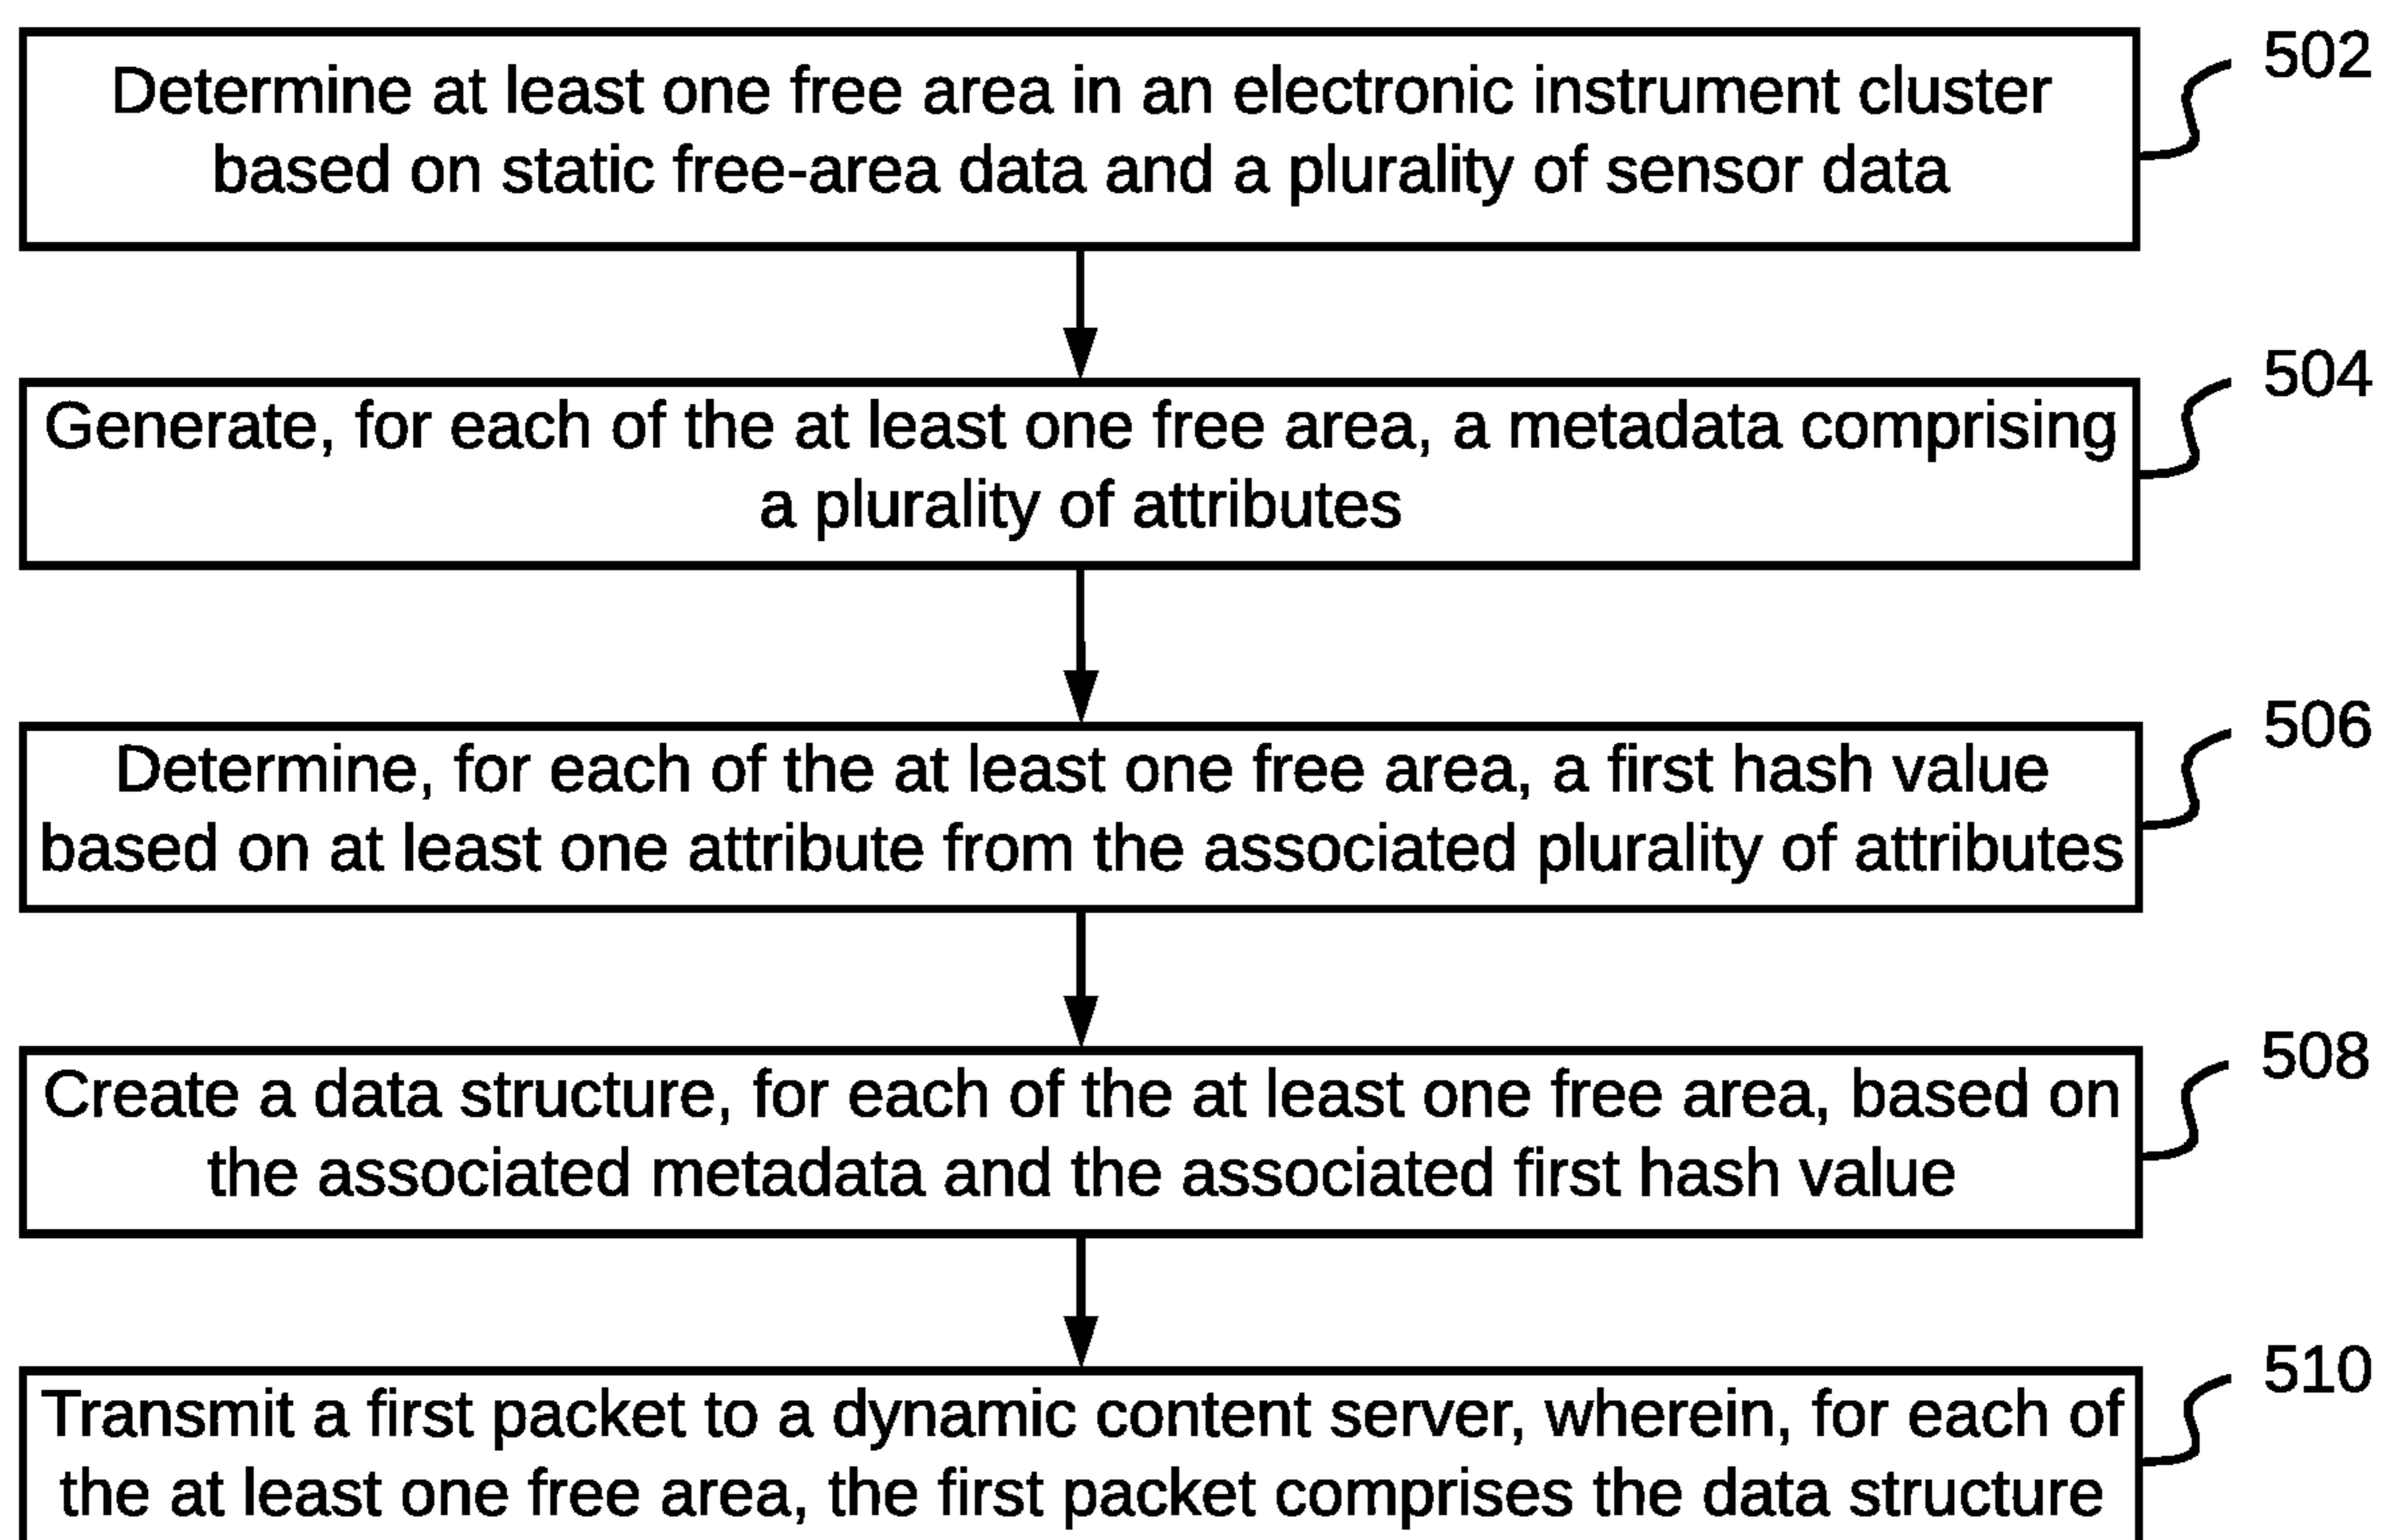 Determine at least one free area in an electronic instrument cluster
based on static free-area data and a plurality of sensor data
502
Generate, for each of the at least one free area, a metadata comprising
a plurality of attributes
504
Determine, for each of the at least one free area, a first hash value
based on at least one attribute from the associated plurality of attributes
506
Create a data structure, for each of the at least one free area, based on
the associated metadata and the associated first hash value
508
Transmit a first packet to a dynamic content server, wherein, for each of
the at least one free area, the first packet comprises the data structure
510